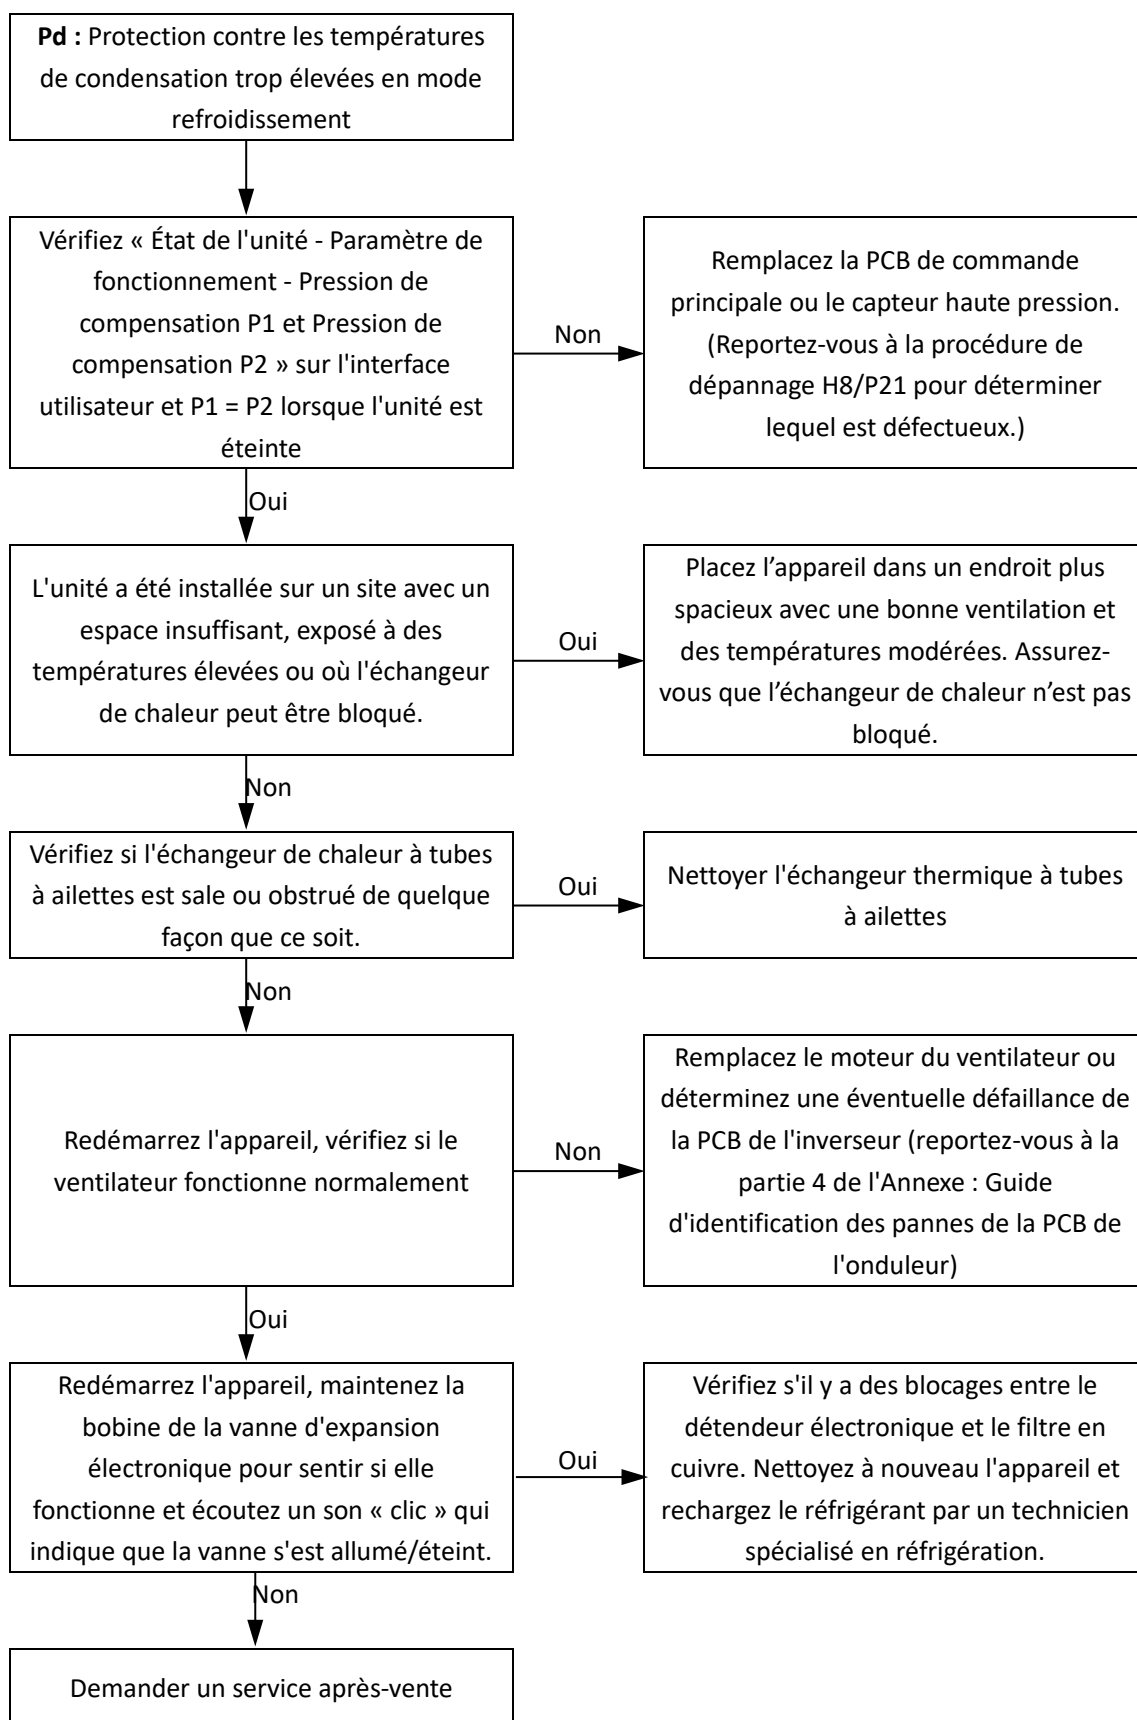 Pd : Protection contre les températures
de condensation trop élevées en mode
refroidissement
Vérifiez « État de l'unité - Paramètre de
fonctionnement - Pression de
compensation P1 et Pression de
compensation P2 » sur l'interface
utilisateur et P1 = P2 lorsque l'unité est
éteinte
Non
Remplacez la PCB de commande
principale ou le capteur haute pression.
(Reportez-vous à la procédure de
dépannage H8/P21 pour déterminer
lequel est défectueux.)
Oui
L'unité a été installée sur un site avec un
espace insuffisant, exposé à des
températures élevées ou où l'échangeur
de chaleur peut être bloqué.
Oui
Placez l’appareil dans un endroit plus
spacieux avec une bonne ventilation et
des températures modérées. Assurez-
vous que l’échangeur de chaleur n’est pas
bloqué.
Non
Vérifiez si l'échangeur de chaleur à tubes
à ailettes est sale ou obstrué de quelque
façon que ce soit.
Oui
Nettoyer l'échangeur thermique à tubes
à ailettes
Non
Redémarrez l'appareil, vérifiez si le
ventilateur fonctionne normalement
Non
Remplacez le moteur du ventilateur ou
déterminez une éventuelle défaillance de
la PCB de l'inverseur (reportez-vous à la
partie 4 de l'Annexe : Guide
d'identification des pannes de la PCB de
l'onduleur)
Oui
Redémarrez l'appareil, maintenez la
bobine de la vanne d'expansion
électronique pour sentir si elle
fonctionne et écoutez un son « clic » qui
indique que la vanne s'est allumé/éteint.
Oui
Vérifiez s'il y a des blocages entre le
détendeur électronique et le filtre en
cuivre. Nettoyez à nouveau l'appareil et
rechargez le réfrigérant par un technicien
spécialisé en réfrigération.
Non
Demander un service après-vente